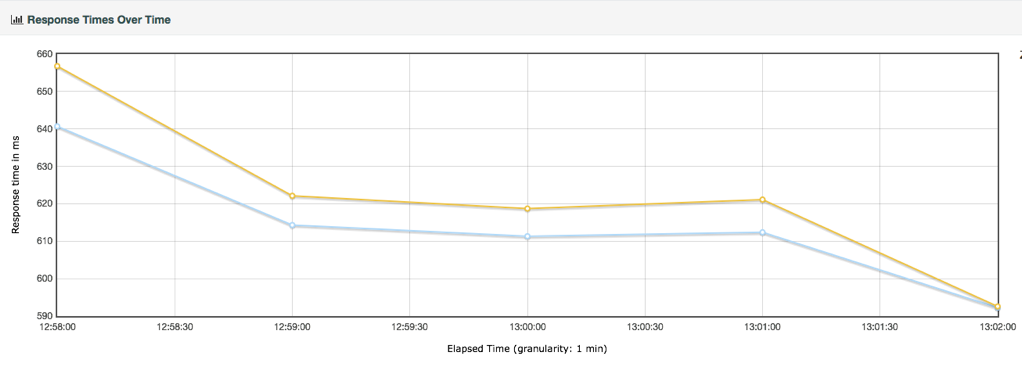 Response Times Over Time
660
650
640
630
620
610
600
590
Response time in ms
12:58:00 12:58:30 12:59:00 12:59:30 13:00:00 13:00:30 13:01:00 13:01:30 13:02:00
Elapsed Time (granularity: 1 min)